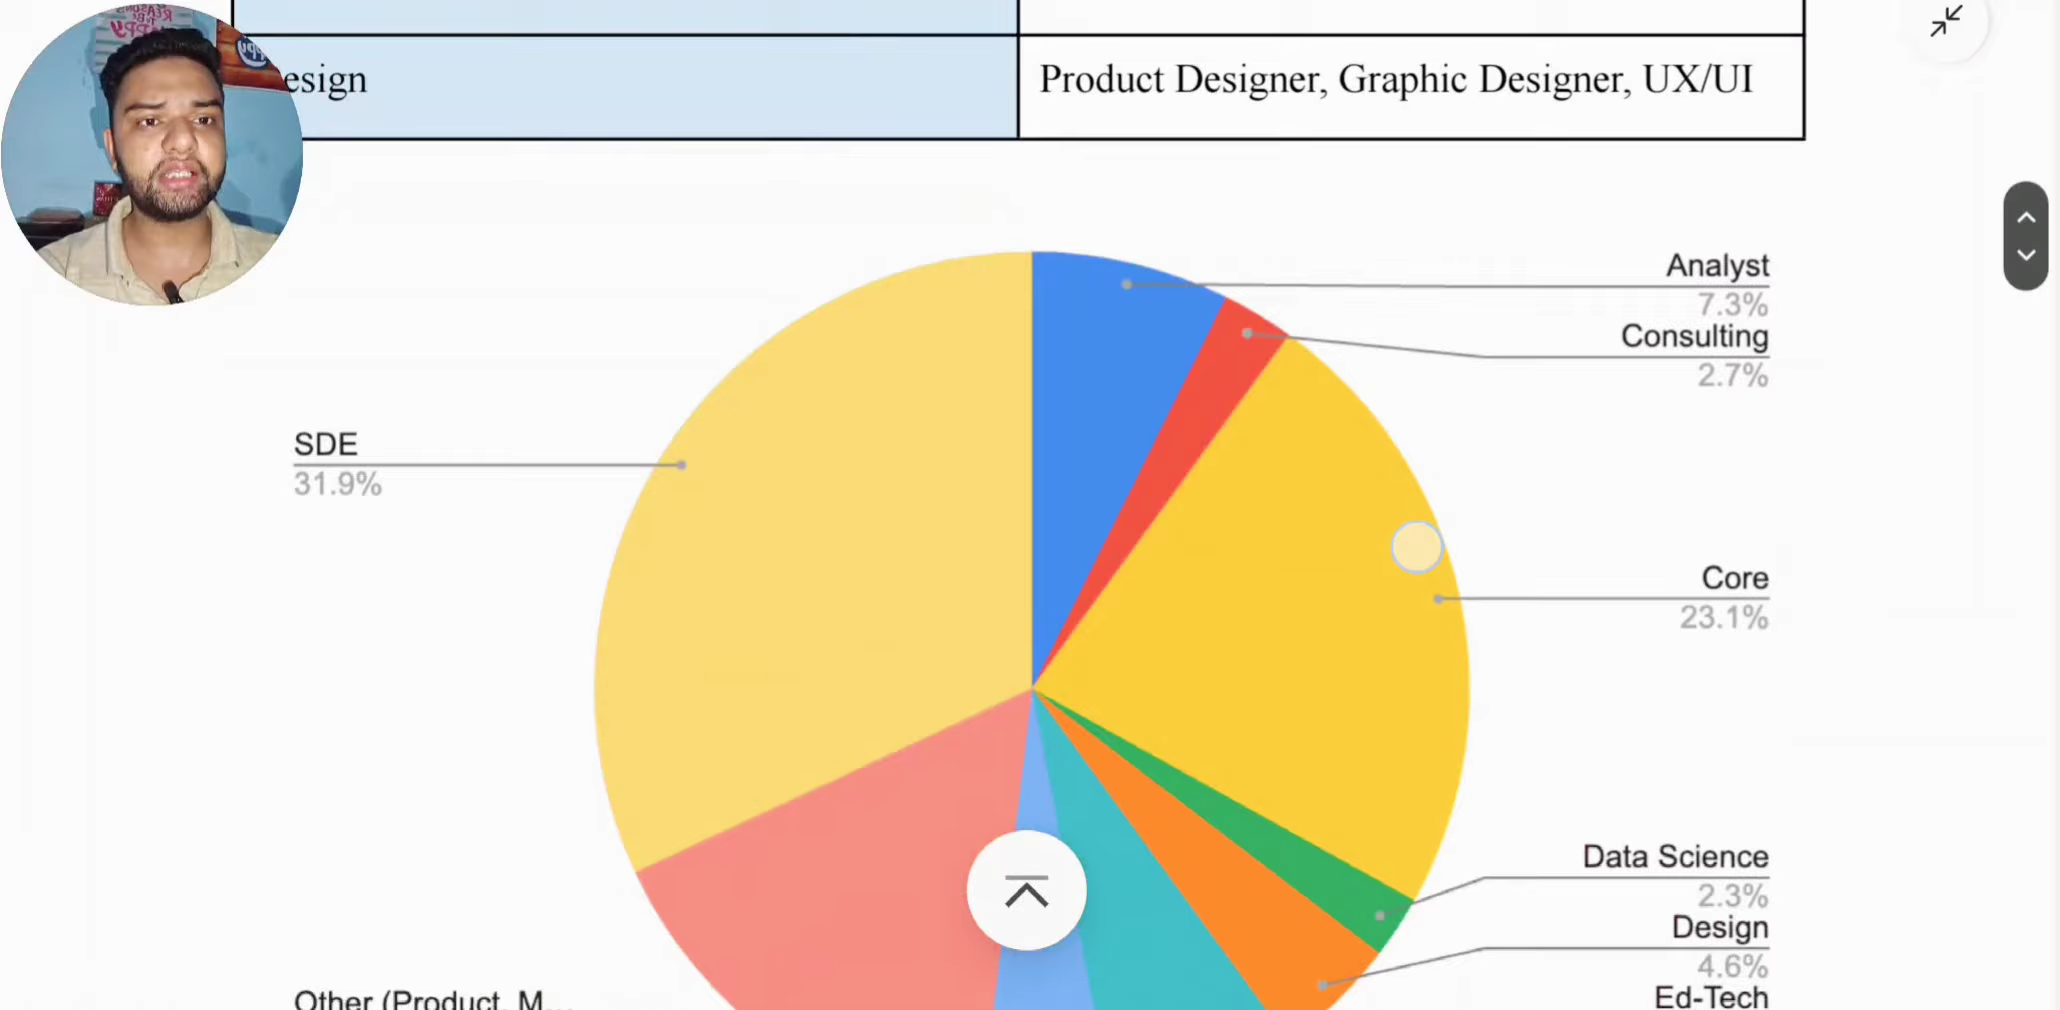 esign
Product Designer, Graphic Designer, UX/UI
Analyst
7.3%
Consulting
2.7%
SDE
31.9%
Core
23.1%
Data Science
2.3%
Design
4.6%
Ed-Tech
Other (Product, M...